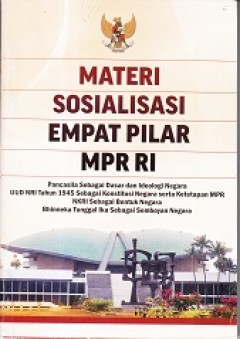 MATERI
SOSIALISASI
EMPAT PILAR
MPR RI
Pancasila Sebagai Dasar dan Ideologi Negara
UUD NRI Tahun 1945 Sebagai Konstitusi Negara serta Ketetapan MPR
NKRI Sebagai Bentuk Negara
Bhinneka Tunggal Ika Sebagai Semboyan Negara